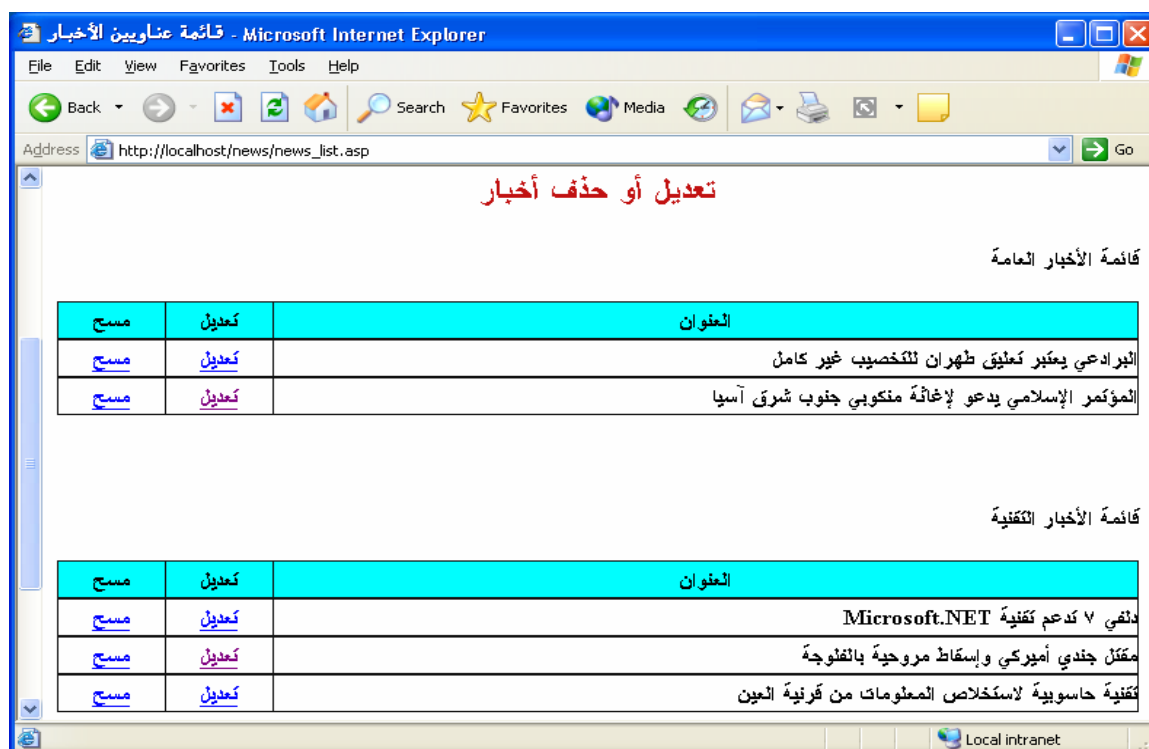 قائمة عناويين الأخبار - Microsoft Internet Explorer
File Edit View Favorites Tools Help
Back Search Favorites Media
Address http://localhost/news/news_list.asp Go
تعديل أو حذف أخبار
قائمة الأخبار العامة
العنوان تعديل مسح
البرادعي يعتبر تعليق طهران للتخصيب غير كامل تعديل مسح
المؤتمر الإسلامي يدعو لإغاثة منكوبي جنوب شرق آسيا تعديل مسح
قائمة الأخبار التقنية
العنوان تعديل مسح
دلفي ٧ تدعم تقنية Microsoft.NET تعديل مسح
مقتل جندي أميركي وإسقاط مروحية بالفلوجة تعديل مسح
تقنية حاسوبية لاستخلاص المعلومات من قرنية العين تعديل مسح
Local intranet